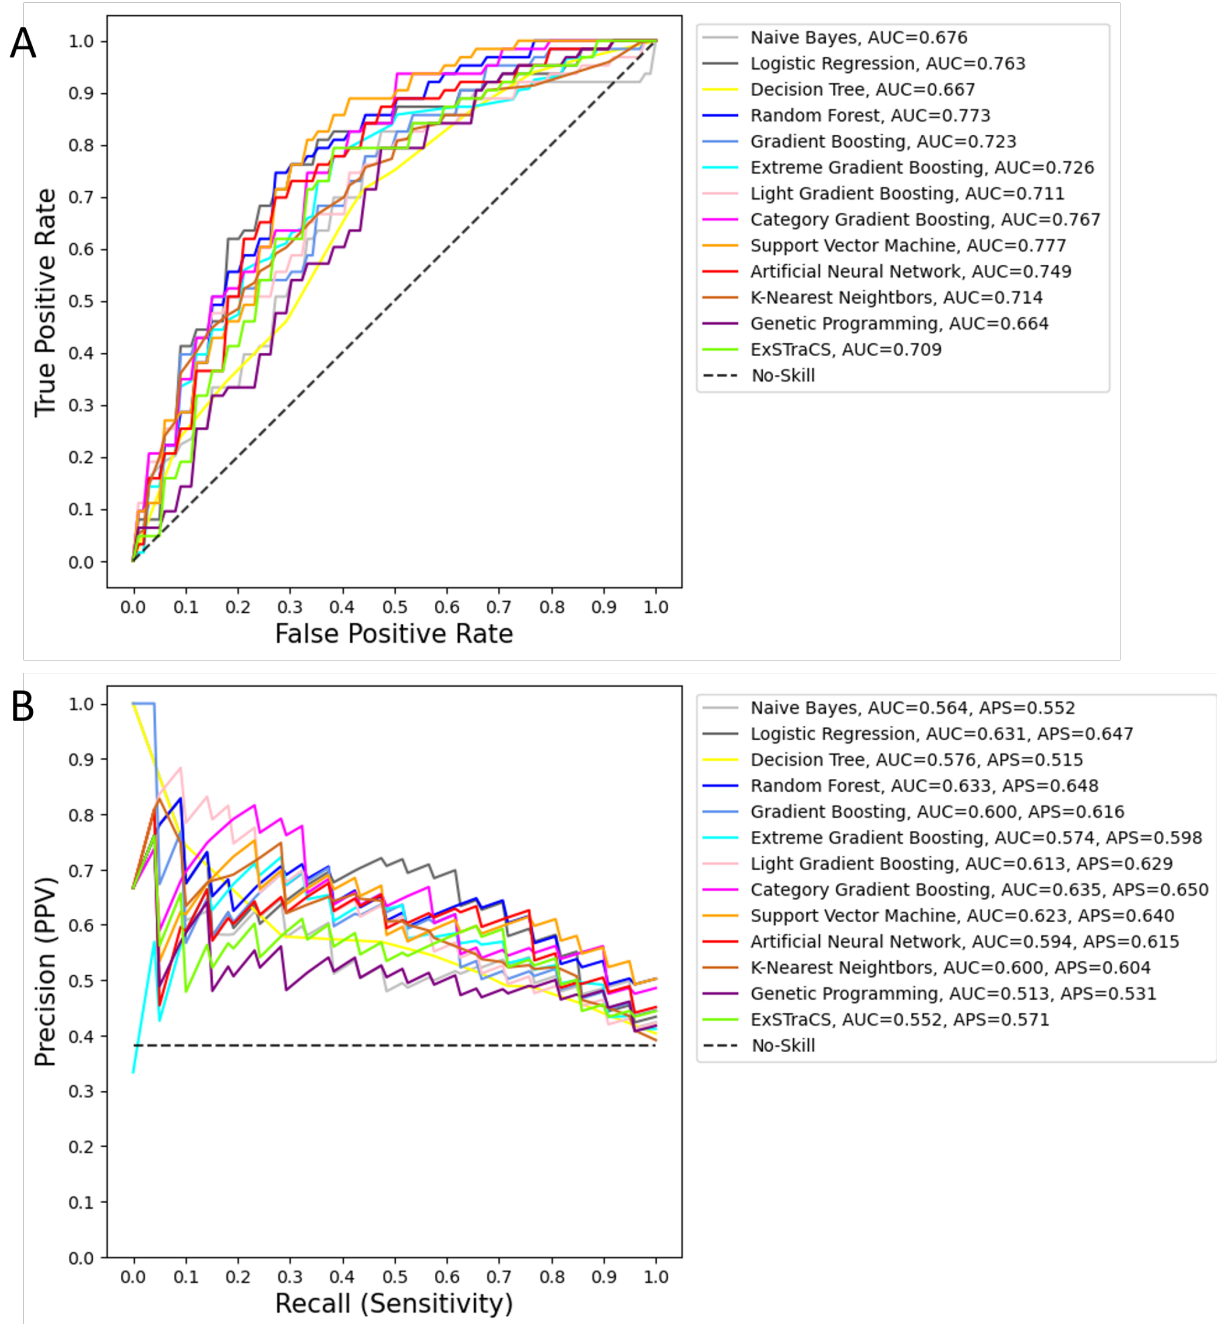 A
1.0
0.9
0.8
0.7
0.6
0.5
0.4
0.3
0.2
0.1
0.0
True Positive Rate
0.0 0.1 0.2 0.3 0.4 0.5 0.6 0.7 0.8 0.9 1.0
False Positive Rate
Naive Bayes, AUC=0.676
Logistic Regression, AUC=0.763
Decision Tree, AUC=0.667
Random Forest, AUC=0.773
Gradient Boosting, AUC=0.723
Extreme Gradient Boosting, AUC=0.726
Light Gradient Boosting, AUC=0.711
Category Gradient Boosting, AUC=0.767
Support Vector Machine, AUC=0.777
Artificial Neural Network, AUC=0.749
K-Nearest Neightbors, AUC=0.714
Genetic Programming, AUC=0.664
ExSTraCS, AUC=0.709
No-Skill
B
1.0
0.9
0.8
0.7
0.6
0.5
0.4
0.3
0.2
0.1
0.0
Precision (PPV)
0.0 0.1 0.2 0.3 0.4 0.5 0.6 0.7 0.8 0.9 1.0
Recall (Sensitivity)
Naive Bayes, AUC=0.564, APS=0.552
Logistic Regression, AUC=0.631, APS=0.647
Decision Tree, AUC=0.576, APS=0.515
Random Forest, AUC=0.633, APS=0.648
Gradient Boosting, AUC=0.600, APS=0.616
Extreme Gradient Boosting, AUC=0.574, APS=0.598
Light Gradient Boosting, AUC=0.613, APS=0.629
Category Gradient Boosting, AUC=0.635, APS=0.650
Support Vector Machine, AUC=0.623, APS=0.640
Artificial Neural Network, AUC=0.594, APS=0.615
K-Nearest Neightbors, AUC=0.600, APS=0.604
Genetic Programming, AUC=0.513, APS=0.531
ExSTraCS, AUC=0.552, APS=0.571
No-Skill